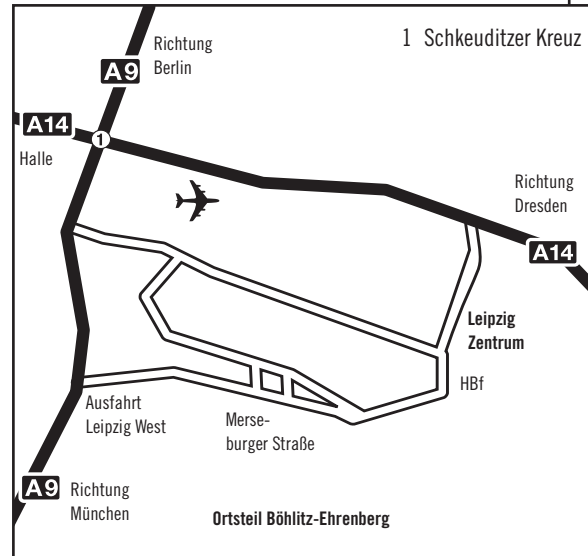 1 Schkeuditzer Kreuz
Richtung
Berlin
A9
A14
1
Halle
Richtung
Dresden
A14
Leipzig
Zentrum
HBf
Ausfahrt
Leipzig West
Merse-
burger Straße
A9
Richtung
München
Ortsteil Böhlitz-Ehrenberg